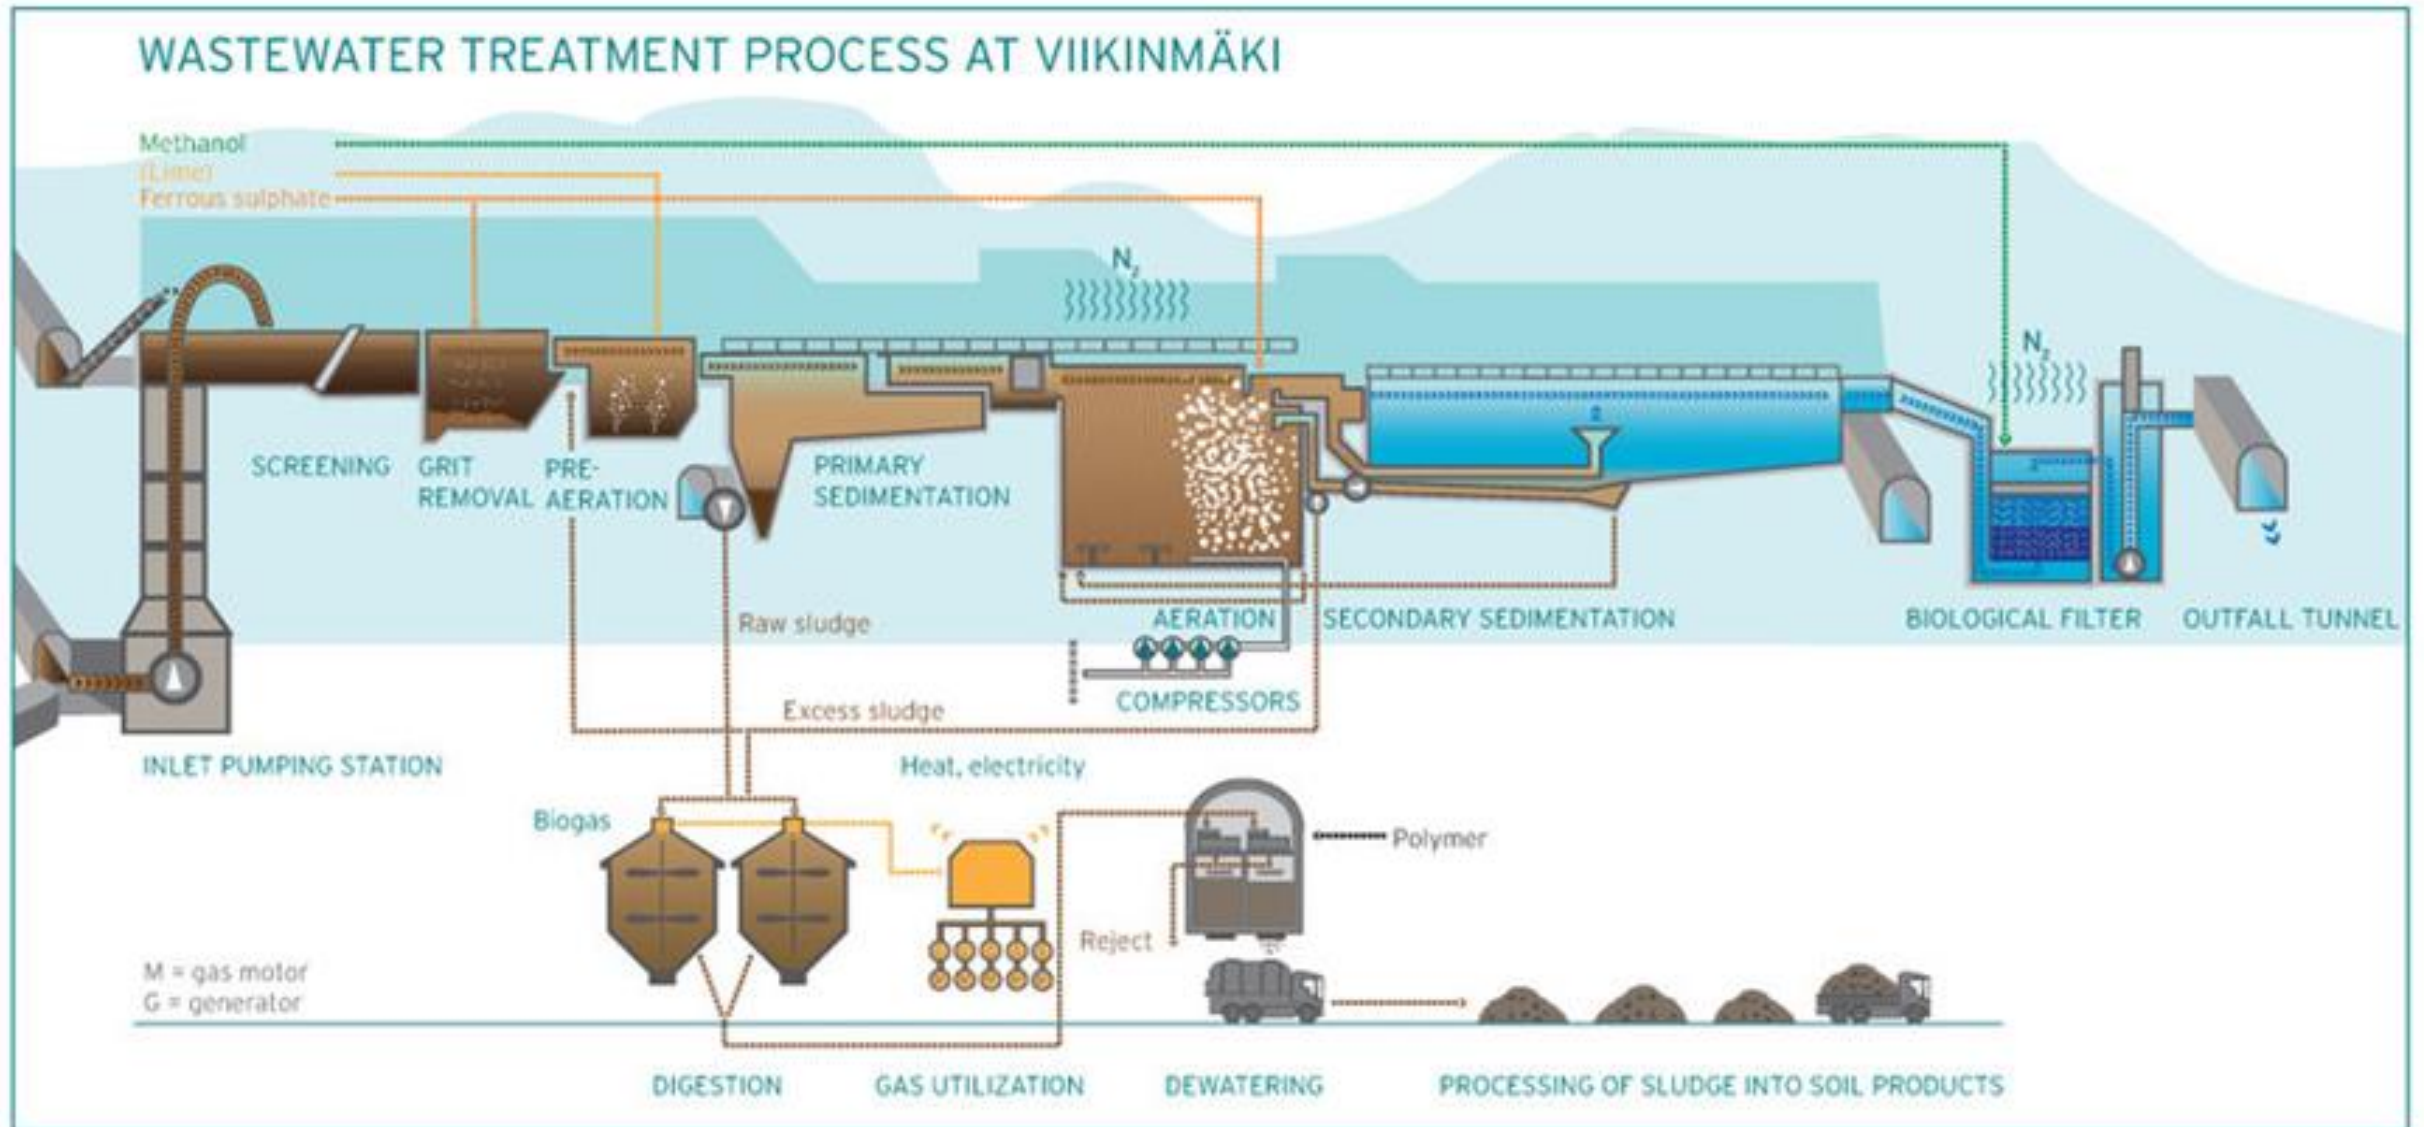 WASTEWATER TREATMENT PROCESS AT VIIKINMÄKI
Methanol
(Lime)
Ferrous sulphate
N₂
N₂
SCREENING
GRIT
REMOVAL
PRE-
AERATION
PRIMARY
SEDIMENTATION
Raw sludge
AERATION
SECONDARY SEDIMENTATION
BIOLOGICAL FILTER
OUTFALL TUNNEL
COMPRESSORS
Excess sludge
INLET PUMPING STATION
Heat, electricity
Biogas
Polymer
Reject
M = gas motor
G = generator
DIGESTION
GAS UTILIZATION
DEWATERING
PROCESSING OF SLUDGE INTO SOIL PRODUCTS